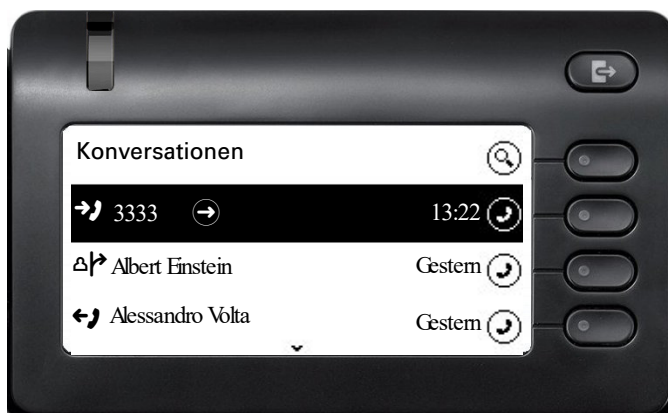 Konversationen
3333 13:22
Albert Einstein Gestern
Alessandro Volta Gestern